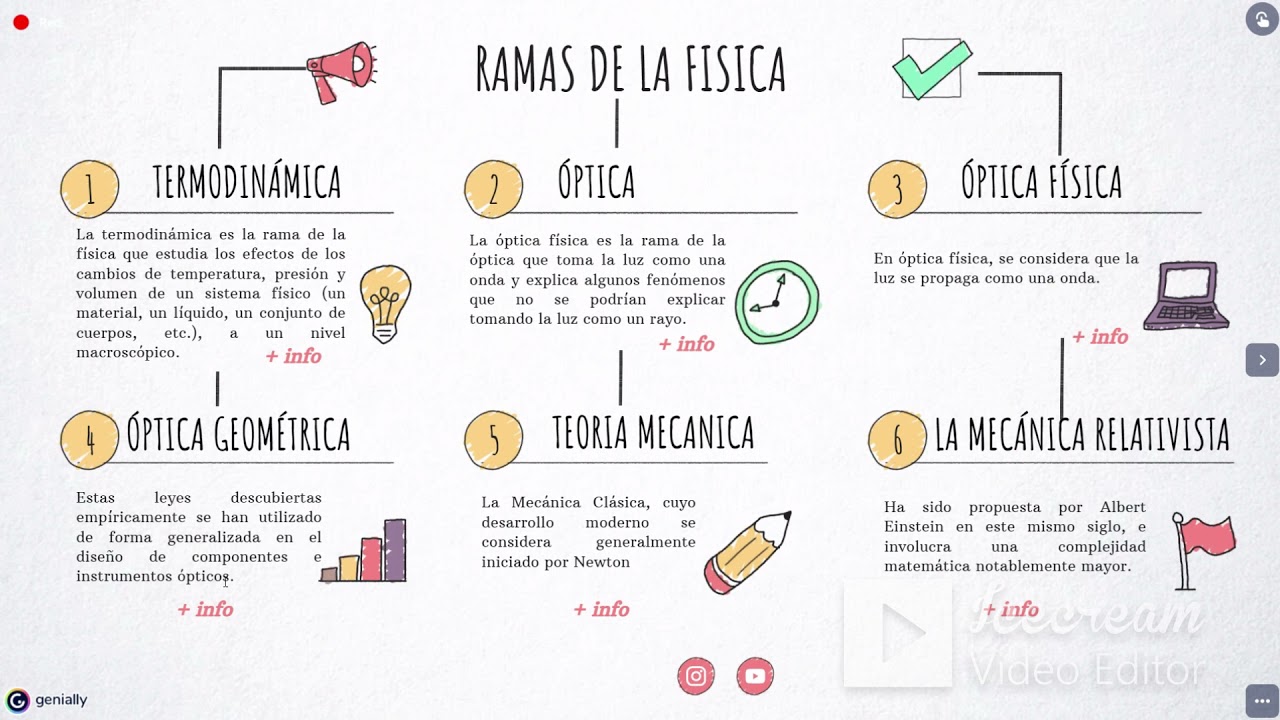 RAMAS DE LA FISICA
1
TERMODINÁMICA
La termodinámica es la rama de la
física que estudia los efectos de los
cambios de temperatura, presión y
volumen de un sistema físico (un
material, un líquido, un conjunto de
cuerpos, etc.), a un nivel
macroscópico.
+ info
2
ÓPTICA
La óptica física es la rama de la
óptica que toma la luz como una
onda y explica algunos fenómenos
que no se podrían explicar
tomando la luz como un rayo.
+ info
3
ÓPTICA FÍSICA
En óptica física, se considera que la
luz se propaga como una onda.
+ info
4
ÓPTICA GEOMÉTRICA
Estas leyes descubiertas
empíricamente se han utilizado
de forma generalizada en el
diseño de componentes e
instrumentos ópticos.
+ info
5
TEORIA MECANICA
La Mecánica Clásica, cuyo
desarrollo moderno se
considera generalmente
iniciado por Newton
+ info
6
LA MECÁNICA RELATIVISTA
Ha sido propuesta por Albert
Einstein en este mismo siglo, e
involucra una complejidad
matemática notablemente mayor.
+ info
Icecream
Video Editor
genially